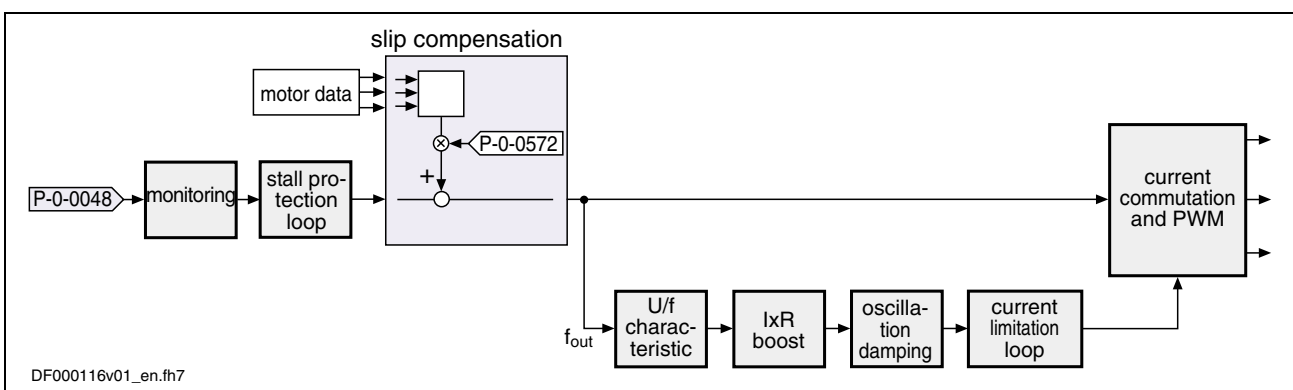 slip compensation
motor data
P-0-0572
+
P-0-0048
monitoring
stall pro-
tection
loop
current
commutation
and PWM
fout
U/f
charac-
teristic
IxR
boost
oscilla-
tion
damping
current
limitation
loop
DF000116v01_en.fh7